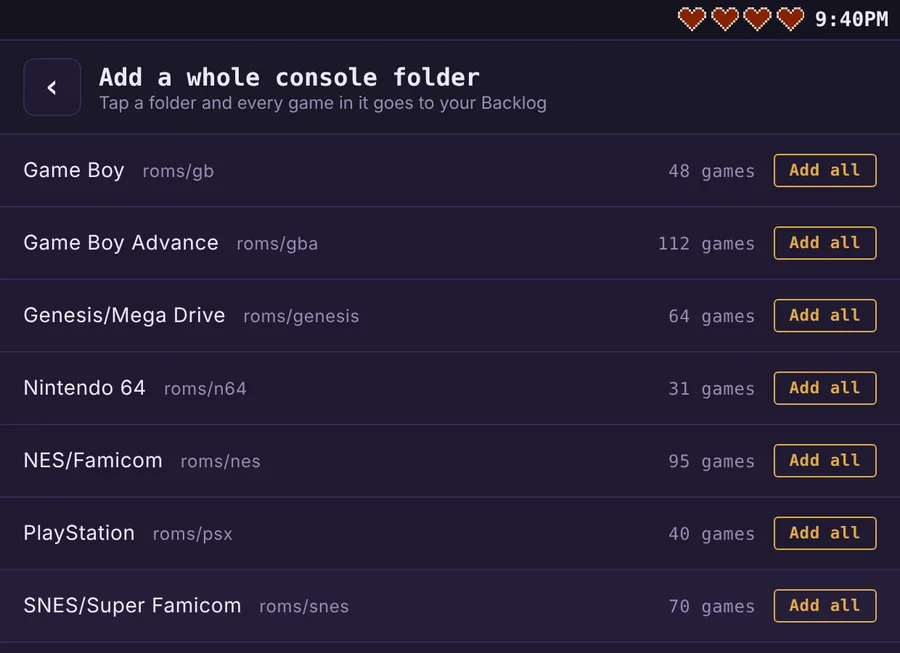 9:40PM
‹
Add a whole console folder
Tap a folder and every game in it goes to your Backlog
Game Boy roms/gb 48 games Add all
Game Boy Advance roms/gba 112 games Add all
Genesis/Mega Drive roms/genesis 64 games Add all
Nintendo 64 roms/n64 31 games Add all
NES/Famicom roms/nes 95 games Add all
PlayStation roms/psx 40 games Add all
SNES/Super Famicom roms/snes 70 games Add all